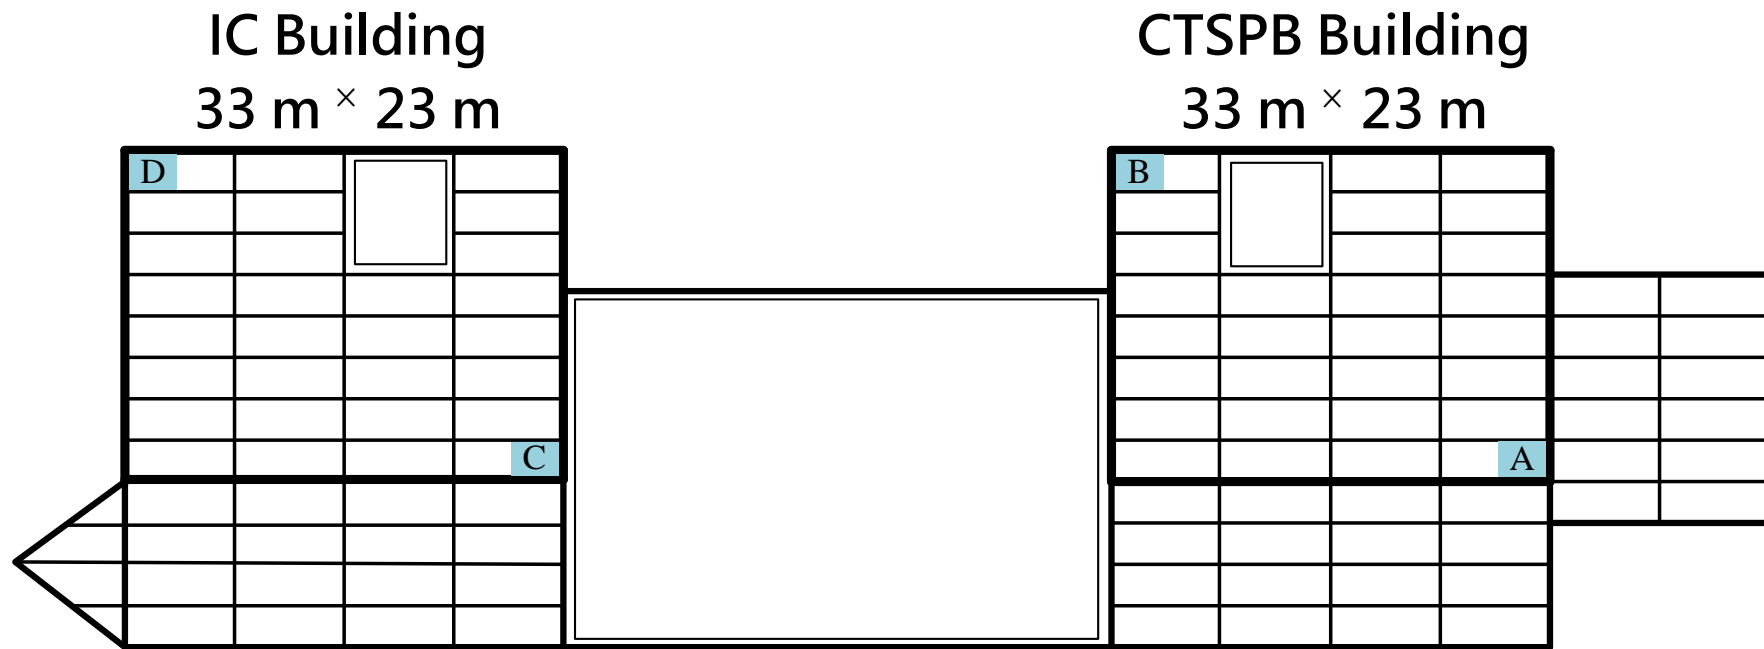 IC Building
33 m × 23 m
CTSPB Building
33 m × 23 m
D
B
C
A